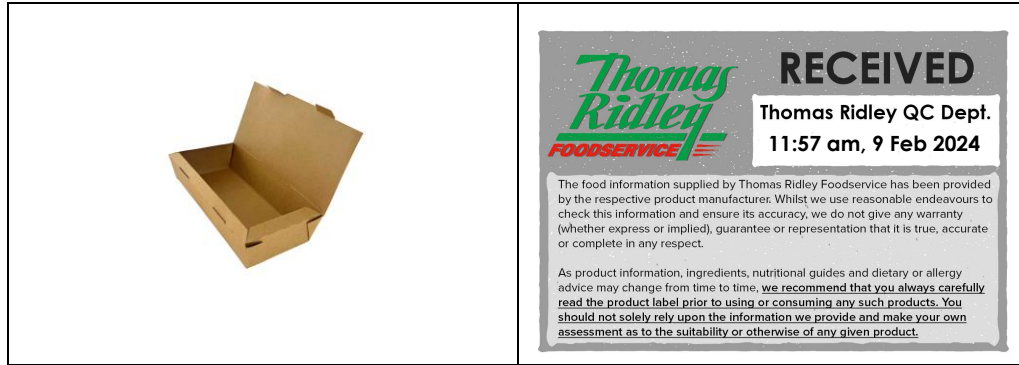 Thomas
Ridley
FOODSERVICE
RECEIVED
Thomas Ridley QC Dept.
11:57 am, 9 Feb 2024
The food information supplied by Thomas Ridley Foodservice has been provided
by the respective product manufacturer. Whilst we use reasonable endeavours to
check this information and ensure its accuracy, we do not give any warranty
(whether express or implied), guarantee or representation that it is true, accurate
or complete in any respect.
As product information, ingredients, nutritional guides and dietary or allergy
advice may change from time to time, we recommend that you always carefully
read the product label prior to using or consuming any such products. You
should not solely rely upon the information we provide and make your own
assessment as to the suitability or otherwise of any given product.